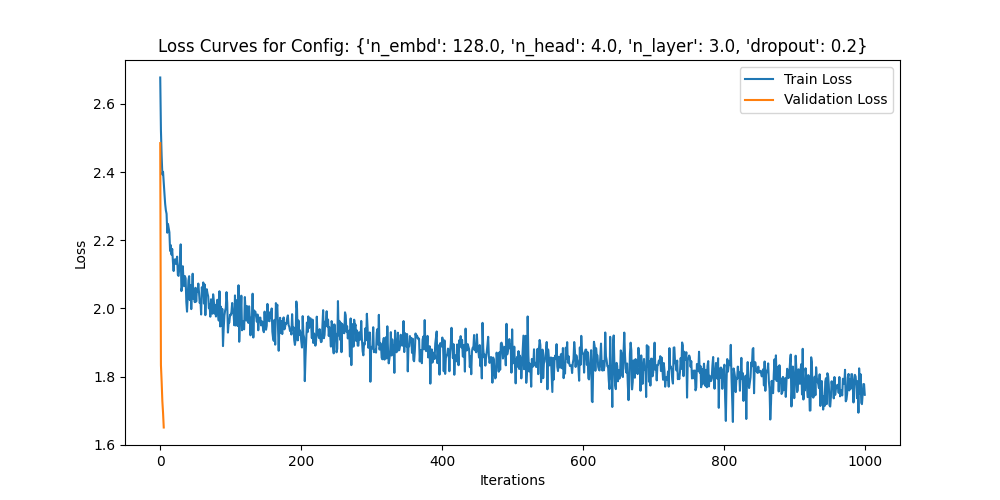 Loss Curves for Config: {'n_embd': 128.0, 'n_head': 4.0, 'n_layer': 3.0, 'dropout': 0.2}
Train Loss
Validation Loss
Loss
2.6
2.4
2.2
2.0
1.8
1.6
0 200 400 600 800 1000
Iterations